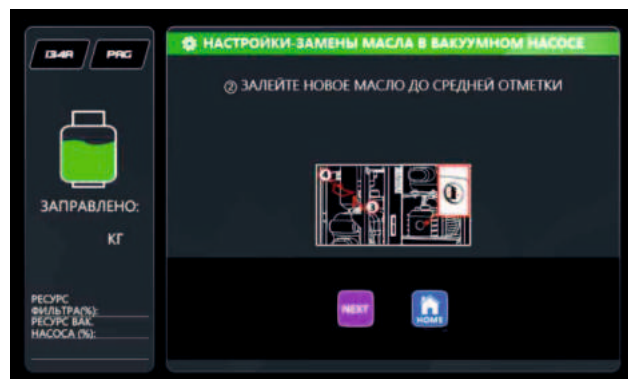 134A PAG
НАСТРОЙКИ-ЗАМЕНЫ МАСЛА В ВАКУУМНОМ НАСОСЕ
② ЗАЛЕЙТЕ НОВОЕ МАСЛО ДО СРЕДНЕЙ ОТМЕТКИ
ЗАПРАВЛЕНО:
КГ
РЕСУРС
ФИЛЬТРА(%):
РЕСУРС ВАК.
НАСОСА (%):
NEXT
HOME